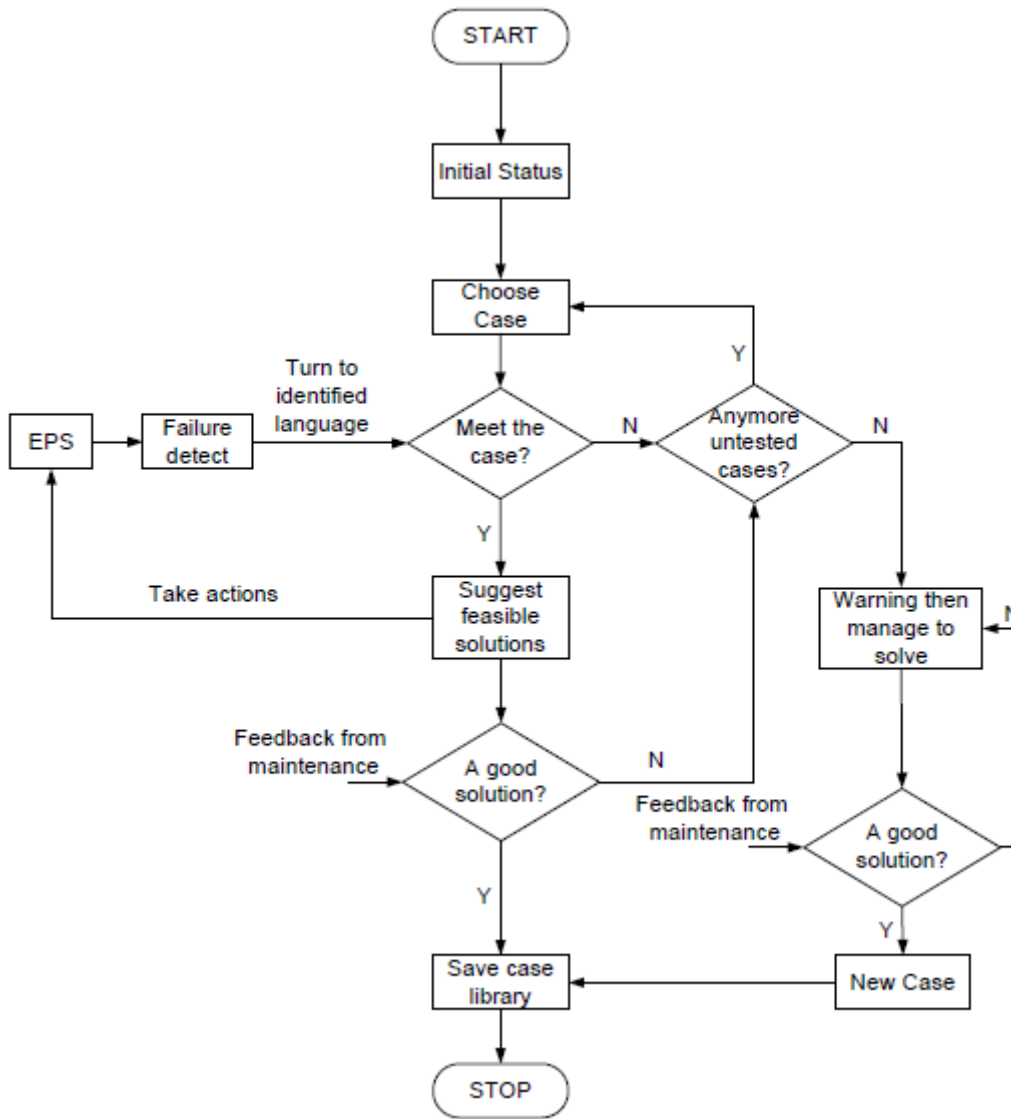 START
Initial Status
Choose
Case
Y
Turn to
identified
language
EPS
Failure
detect
Meet the
case?
N
Anymore
untested
cases?
N
Y
Take actions
Suggest
feasible
solutions
Warning then
manage to
solve
N
Feedback from
maintenance
A good
solution?
N
Feedback from
maintenance
A good
solution?
Y
Y
Save case
library
New Case
STOP